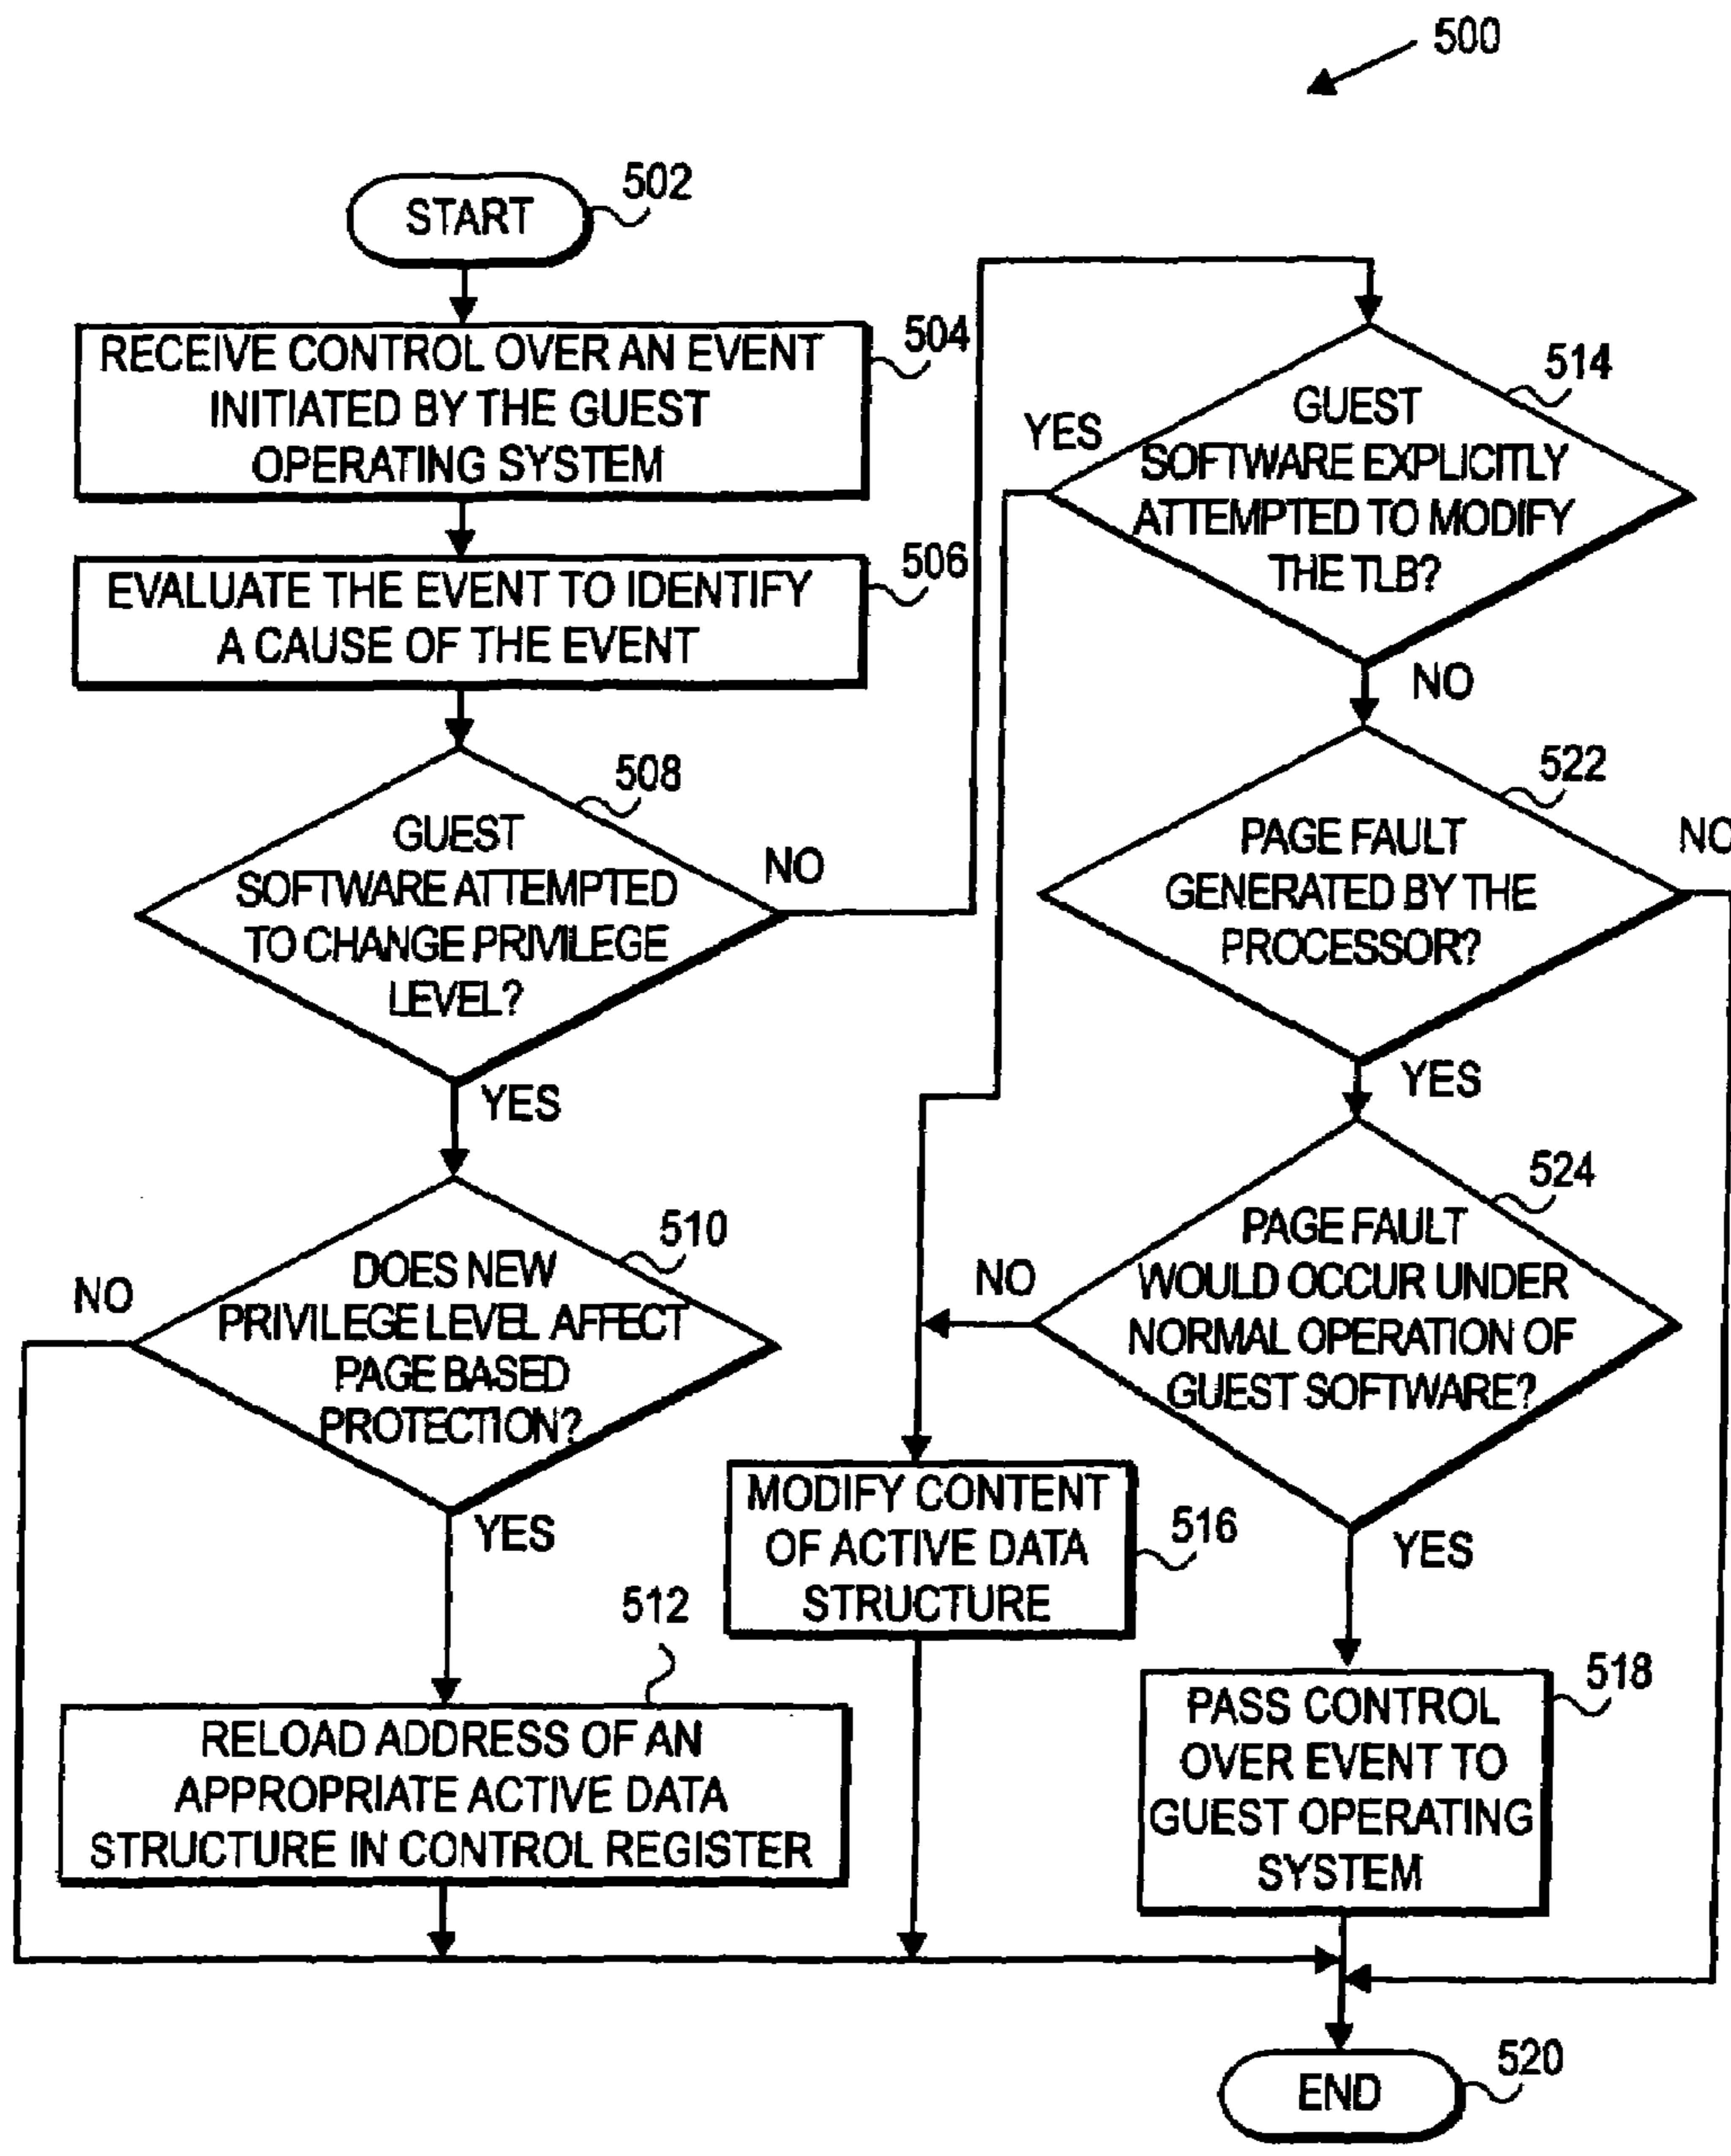 500
START
502
RECEIVE CONTROL OVER AN EVENT
INITIATED BY THE GUEST
OPERATING SYSTEM
504
EVALUATE THE EVENT TO IDENTIFY
A CAUSE OF THE EVENT
506
GUEST
SOFTWARE ATTEMPTED
TO CHANGE PRIVILEGE
LEVEL?
508
NO
YES
DOES NEW
PRIVILEGE LEVEL AFFECT
PAGE BASED
PROTECTION?
510
NO
YES
512
RELOAD ADDRESS OF AN
APPROPRIATE ACTIVE DATA
STRUCTURE IN CONTROL REGISTER
GUEST
SOFTWARE EXPLICITLY
ATTEMPTED TO MODIFY
THE TLB?
514
YES
NO
PAGE FAULT
GENERATED BY THE
PROCESSOR?
522
NO
YES
PAGE FAULT
WOULD OCCUR UNDER
NORMAL OPERATION OF
GUEST SOFTWARE?
524
NO
YES
MODIFY CONTENT
OF ACTIVE DATA
STRUCTURE
516
PASS CONTROL
OVER EVENT TO
GUEST OPERATING
SYSTEM
518
END
520